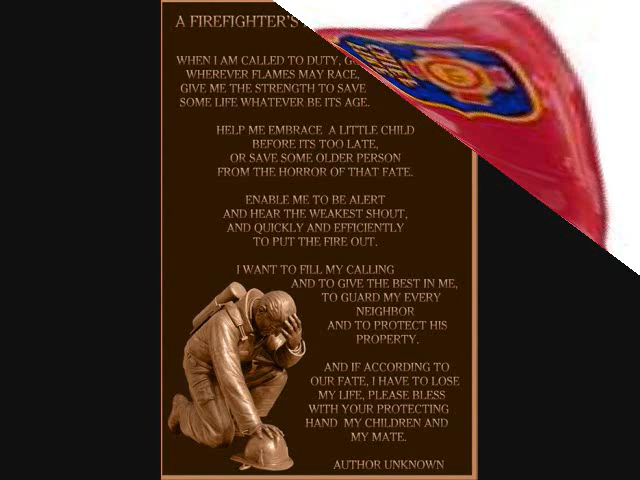 A FIREFIGHTER'S
WHEN I AM CALLED TO DUTY,
WHEREVER FLAMES MAY RACE,
GIVE ME THE STRENGTH TO SAVE
SOME LIFE WHATEVER BE ITS AGE.
HELP ME EMBRACE A LITTLE CHILD
BEFORE ITS TOO LATE,
OR SAVE SOME OLDER PERSON
FROM THE HORROR OF THAT FATE.
ENABLE ME TO BE ALERT
AND HEAR THE WEAKEST SHOUT,
AND QUICKLY AND EFFICIENTLY
TO PUT THE FIRE OUT.
I WANT TO FILL MY CALLING
AND TO GIVE THE BEST IN ME,
TO GUARD MY EVERY
NEIGHBOR
AND TO PROTECT HIS
PROPERTY.
AND IF ACCORDING TO
OUR FATE, I HAVE TO LOSE
MY LIFE, PLEASE BLESS
WITH YOUR PROTECTING
HAND MY CHILDREN AND
MY MATE.
AUTHOR UNKNOWN